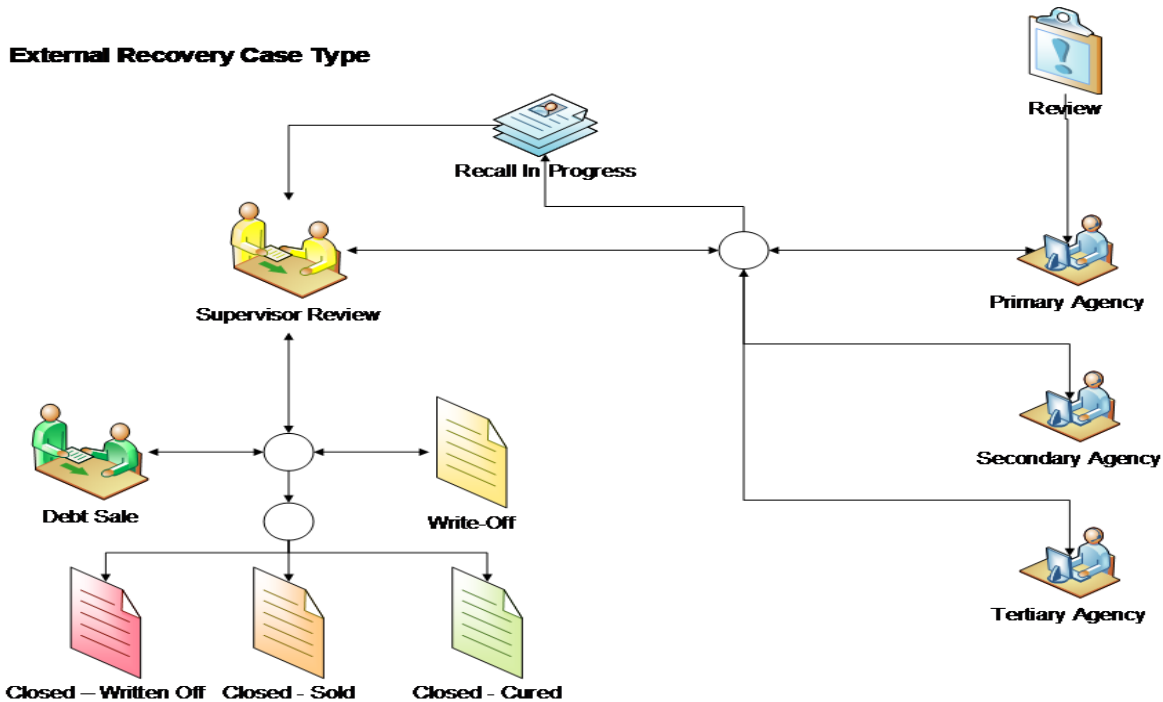 External Recovery Case Type
Review
Recall In Progress
Primary Agency
Supervisor Review
Secondary Agency
Debt Sale
Write-Off
Tertiary Agency
Closed – Written Off
Closed - Sold
Closed - Cured